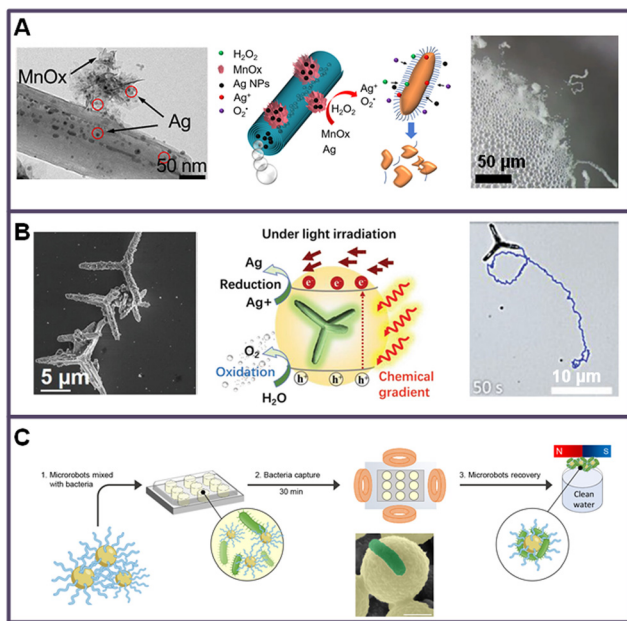 A
MnOx
Ag
50 nm
H₂O₂
MnOx
Ag NPs
Ag⁺
O₂•
H₂O₂
MnOx
Ag
Ag⁺
O₂•
50 µm
B
5 µm
Under light irradiation
Ag
Reduction
Ag+
e e e
O₂
Oxidation
H₂O
h⁺ h⁺ h⁺
Chemical
gradient
50 s
10 µm
C
1. Microrobots mixed
with bacteria
2. Bacteria capture
30 min
3. Microrobots recovery
N S
Clean
water